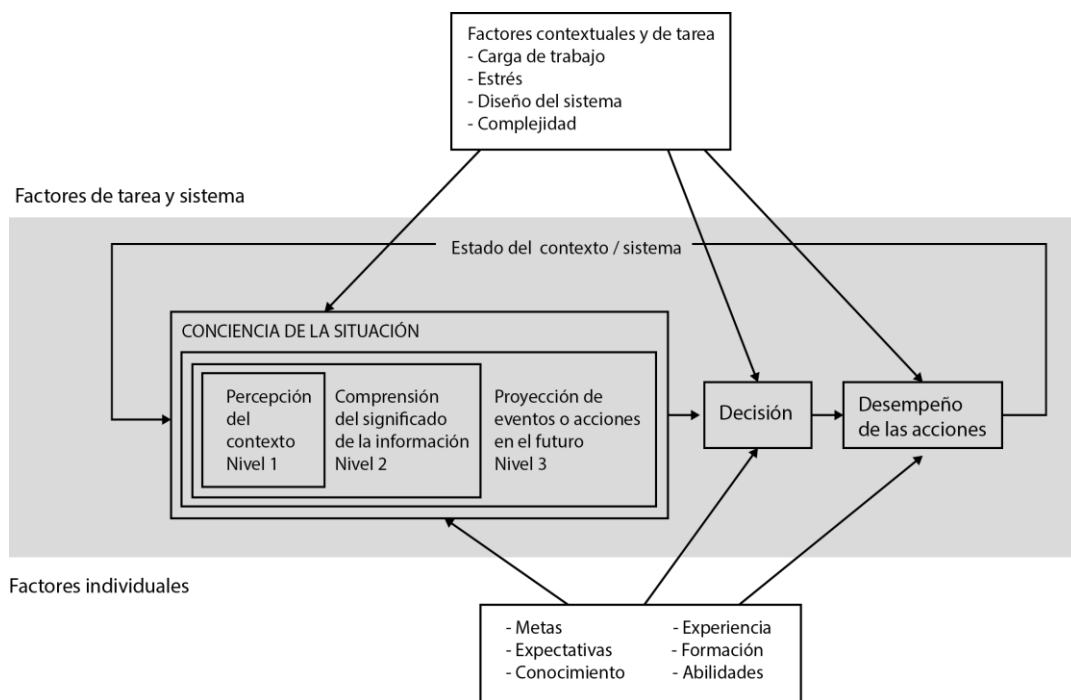 Factores contextuales y de tarea
- Carga de trabajo
- Estrés
- Diseño del sistema
- Complejidad
Factores de tarea y sistema
Estado del contexto / sistema
CONCIENCIA DE LA SITUACIÓN
Percepción
del
contexto
Nivel 1
Comprensión
del significado
de la información
Nivel 2
Proyección de
eventos o acciones
en el futuro
Nivel 3
Decisión
Desempeño
de las acciones
Factores individuales
- Metas
- Expectativas
- Conocimiento
- Experiencia
- Formación
- Abilidades